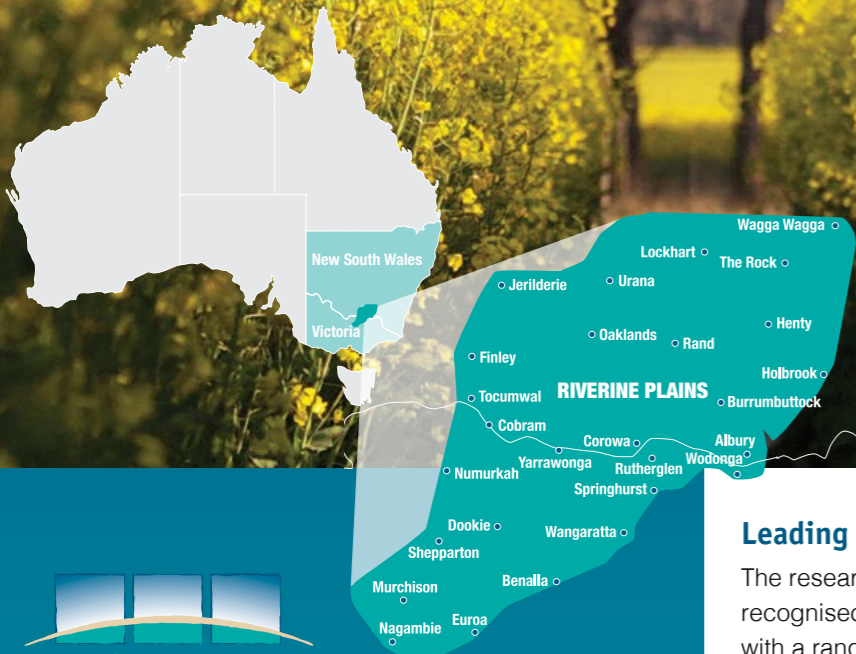 New South Wales
Victoria
Wagga Wagga
Lockhart
The Rock
Jerilderie
Urana
Henty
Oaklands
Rand
Finley
Holbrook
Tocumwal
RIVERINE PLAINS
Burrumbuttock
Cobram
Corowa
Albury
Yarrawonga
Rutherglen
Wodonga
Numurkah
Springhurst
Dookie
Wangaratta
Shepparton
Benalla
Murchison
Euroa
Nagambie
Leading
The resear
recognised
with a rang